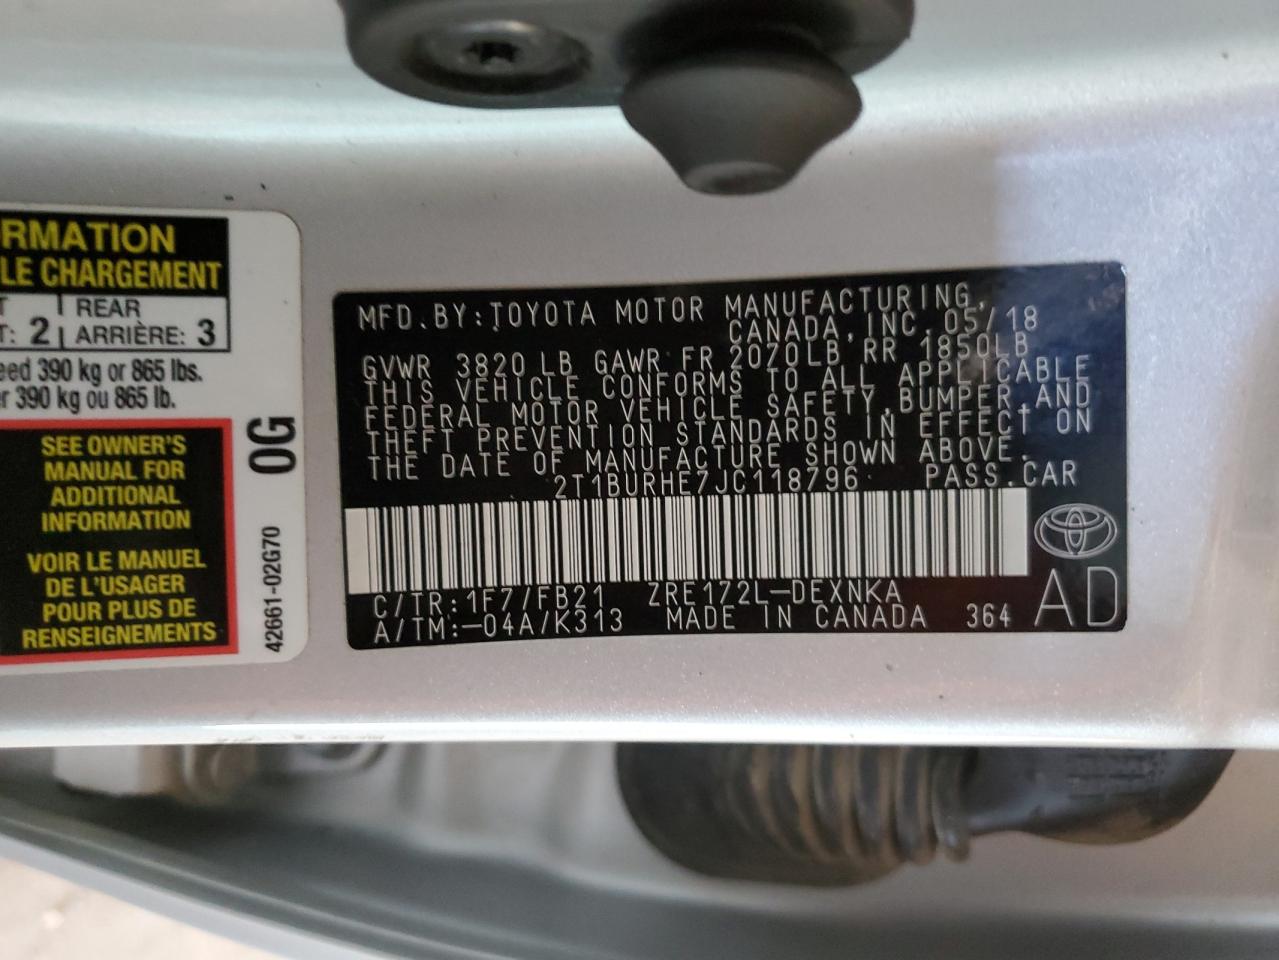 RMATION
LE CHARGEMENT
REAR
: 2 ARRIÈRE: 3
eed 390 kg or 865 lbs.
r 390 kg ou 865 lb.
SEE OWNER'S
MANUAL FOR
ADDITIONAL
INFORMATION
VOIR LE MANUEL
DE L'USAGER
POUR PLUS DE
RENSEIGNEMENTS
0G
42661-02G70
MFD.BY:TOYOTA MOTOR MANUFACTURING,
CANADA,INC.05/18
GVWR 3820 LB GAWR FR 2070LB RR 1850LB
THIS VEHICLE CONFORMS TO ALL APPLICABLE
FEDERAL MOTOR VEHICLE SAFETY,BUMPER,AND
THEFT PREVENTION STANDARDS IN EFFECT ON
THE DATE OF MANUFACTURE SHOWN ABOVE.
2T1BURHE7JC118796 PASS.CAR
C/TR:1F7/FB21 ZRE172L-DEXNKA
A/TM:-04A/K313 MADE IN CANADA 364 AD